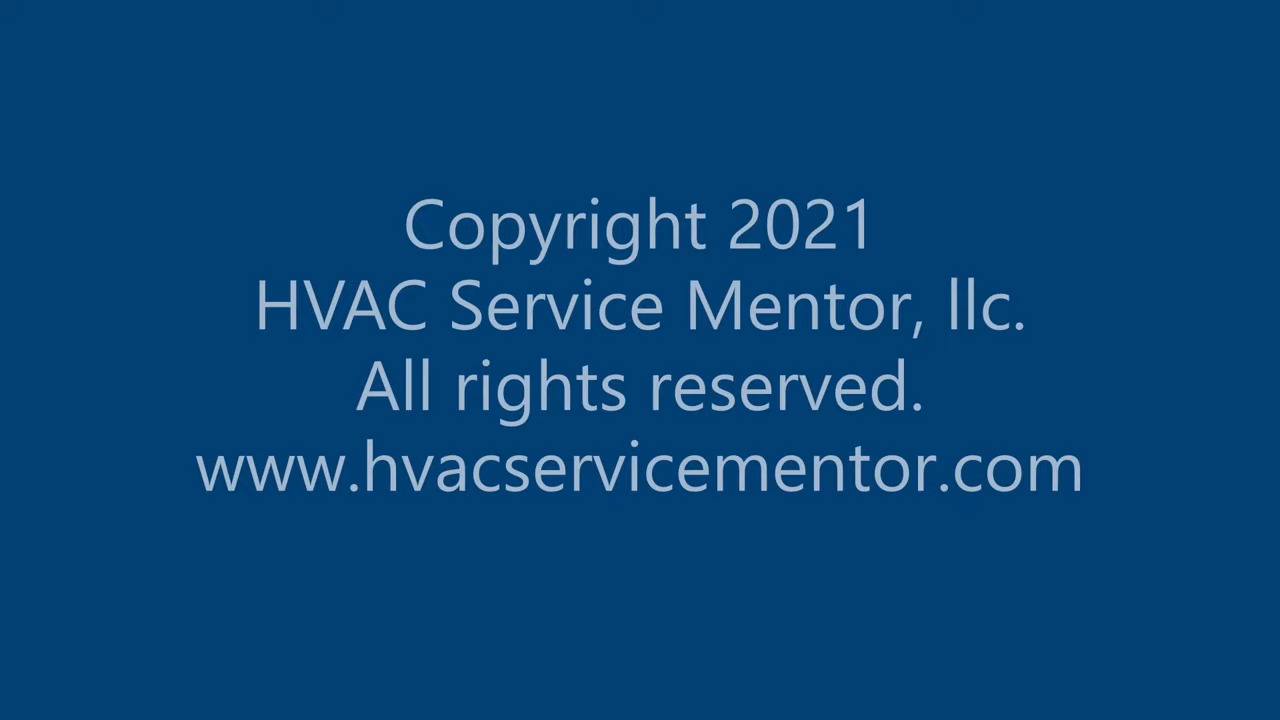 Copyright 2021
HVAC Service Mentor, llc.
All rights reserved.
www.hvacservicementor.com